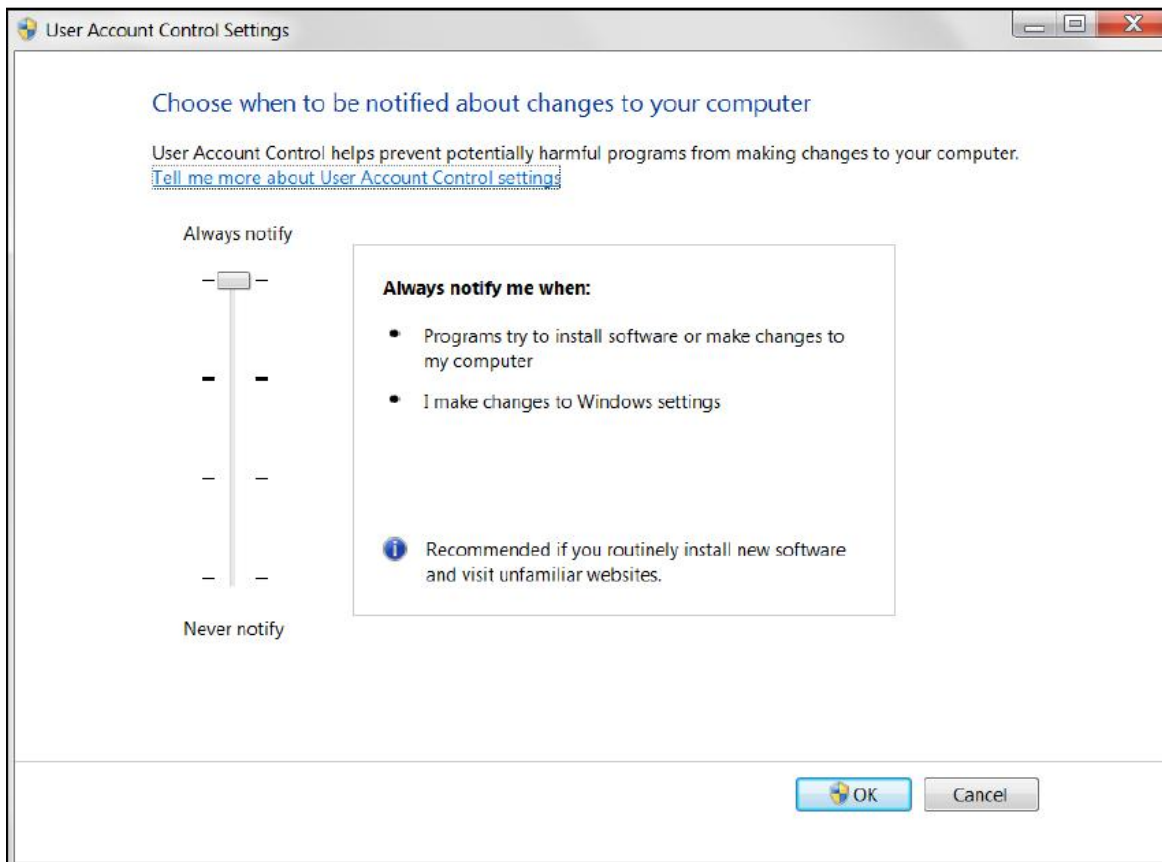 User Account Control Settings
Choose when to be notified about changes to your computer
User Account Control helps prevent potentially harmful programs from making changes to your computer.
Tell me more about User Account Control settings
Always notify
Always notify me when:
• Programs try to install software or make changes to
my computer
• I make changes to Windows settings
Recommended if you routinely install new software
and visit unfamiliar websites.
Never notify
OK
Cancel